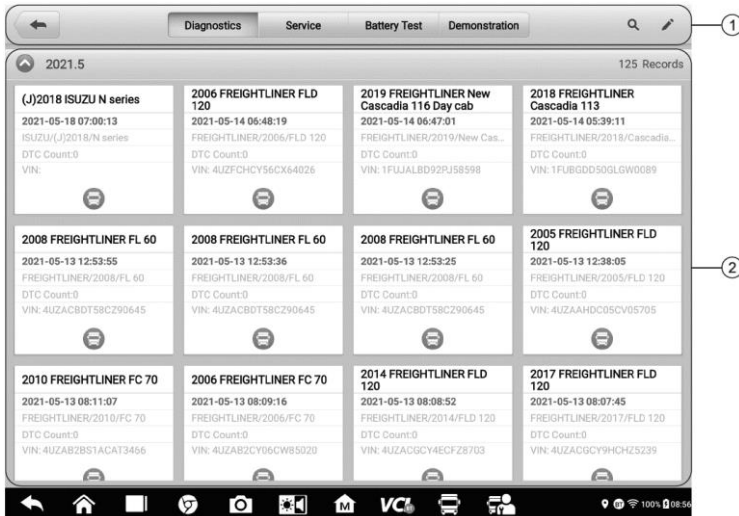 Diagnostics Service Battery Test Demonstration
1
2021.5 125 Records
(J)2018 ISUZU N series
2021-05-18 07:00:13
ISUZU/(J)2018/N series
DTC Count:0
VIN:
2006 FREIGHTLINER FLD
120
2021-05-14 06:48:19
FREIGHTLINER/2006/FLD 120
DTC Count:0
VIN: 4UZFCHCY56CX64026
2019 FREIGHTLINER New
Cascadia 116 Day cab
2021-05-14 06:47:01
FREIGHTLINER/2019/New Cas...
DTC Count:0
VIN: 1FUJALBD92PJ58598
2018 FREIGHTLINER
Cascadia 113
2021-05-14 05:39:11
FREIGHTLINER/2018/Cascadia...
DTC Count:0
VIN: 1FUBGDD50GLGW0089
2008 FREIGHTLINER FL 60
2021-05-13 12:53:55
FREIGHTLINER/2008/FL 60
DTC Count:0
VIN: 4UZACBDT58CZ90645
2008 FREIGHTLINER FL 60
2021-05-13 12:53:36
FREIGHTLINER/2008/FL 60
DTC Count:0
VIN: 4UZACBDT58CZ90645
2008 FREIGHTLINER FL 60
2021-05-13 12:53:25
FREIGHTLINER/2008/FL 60
DTC Count:0
VIN: 4UZACBDT58CZ90645
2005 FREIGHTLINER FLD
120
2021-05-13 12:38:05
FREIGHTLINER/2005/FLD 120
DTC Count:0
VIN: 4UZAAHDC05CV05705
2
2010 FREIGHTLINER FC 70
2021-05-13 08:11:07
FREIGHTLINER/2010/FC 70
DTC Count:0
VIN: 4UZAB2BS1ACAT3466
2006 FREIGHTLINER FC 70
2021-05-13 08:09:16
FREIGHTLINER/2006/FC 70
DTC Count:0
VIN: 4UZAB2CY06CW85020
2014 FREIGHTLINER FLD
120
2021-05-13 08:08:52
FREIGHTLINER/2014/FLD 120
DTC Count:0
VIN: 4UZACGCY4ECFZ8703
2017 FREIGHTLINER FLD
120
2021-05-13 08:07:45
FREIGHTLINER/2017/FLD 120
DTC Count:0
VIN: 4UZACGCY9HCHZ5239
M VCI BT 100% 08:56